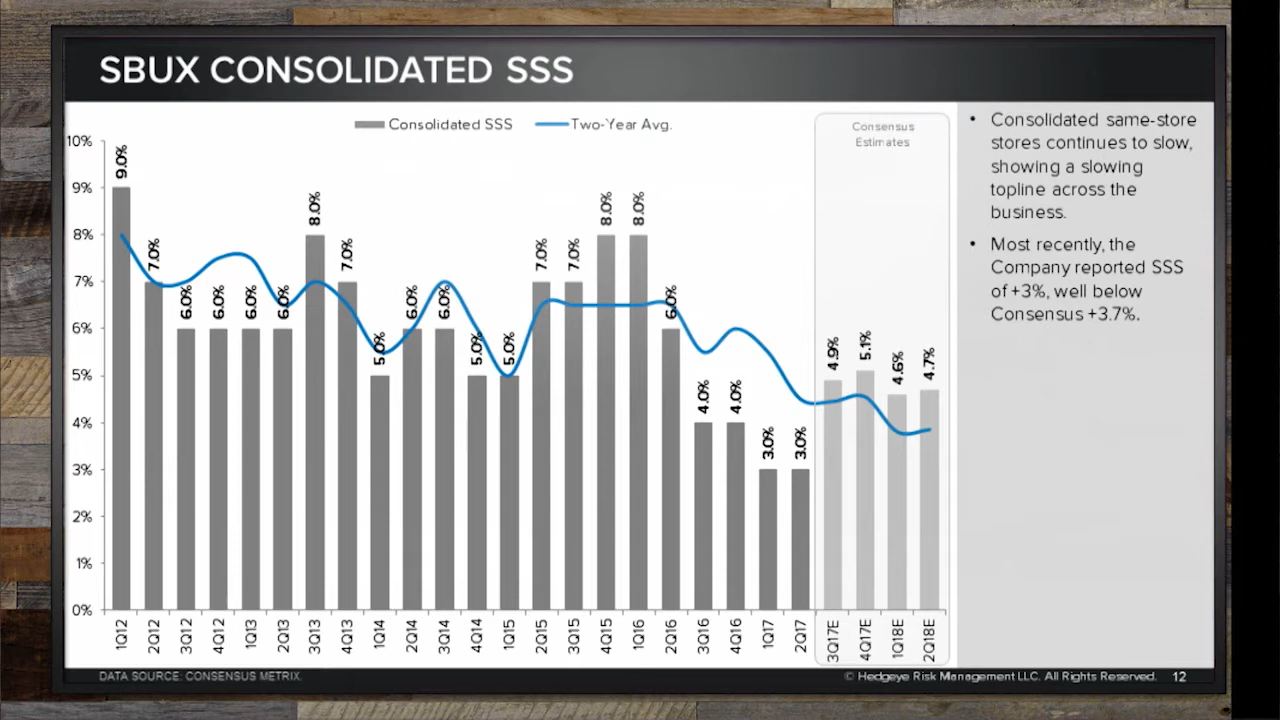 SBUX CONSOLIDATED SSS
Consolidated SSS
Two-Year Avg.
Consensus
Estimates
10%
9%
8%
7%
6%
5%
4%
3%
2%
1%
0%
9.0%
7.0%
6.0%
6.0%
6.0%
6.0%
8.0%
7.0%
5.0%
6.0%
6.0%
5.0%
5.0%
7.0%
7.0%
8.0%
8.0%
6.0%
4.0%
4.0%
3.0%
3.0%
4.9%
5.1%
4.6%
4.7%
1Q12
2Q12
3Q12
4Q12
1Q13
2Q13
3Q13
4Q13
1Q14
2Q14
3Q14
4Q14
1Q15
2Q15
3Q15
4Q15
1Q16
2Q16
3Q16
4Q16
1Q17
2Q17
3Q17E
4Q17E
1Q18E
2Q18E
• Consolidated same-store
stores continues to slow,
showing a slowing
topline across the
business.
• Most recently, the
Company reported SSS
of +3%, well below
Consensus +3.7%.
DATA SOURCE: CONSENSUS METRIX.
© Hedgeye Risk Management LLC. All Rights Reserved. 12